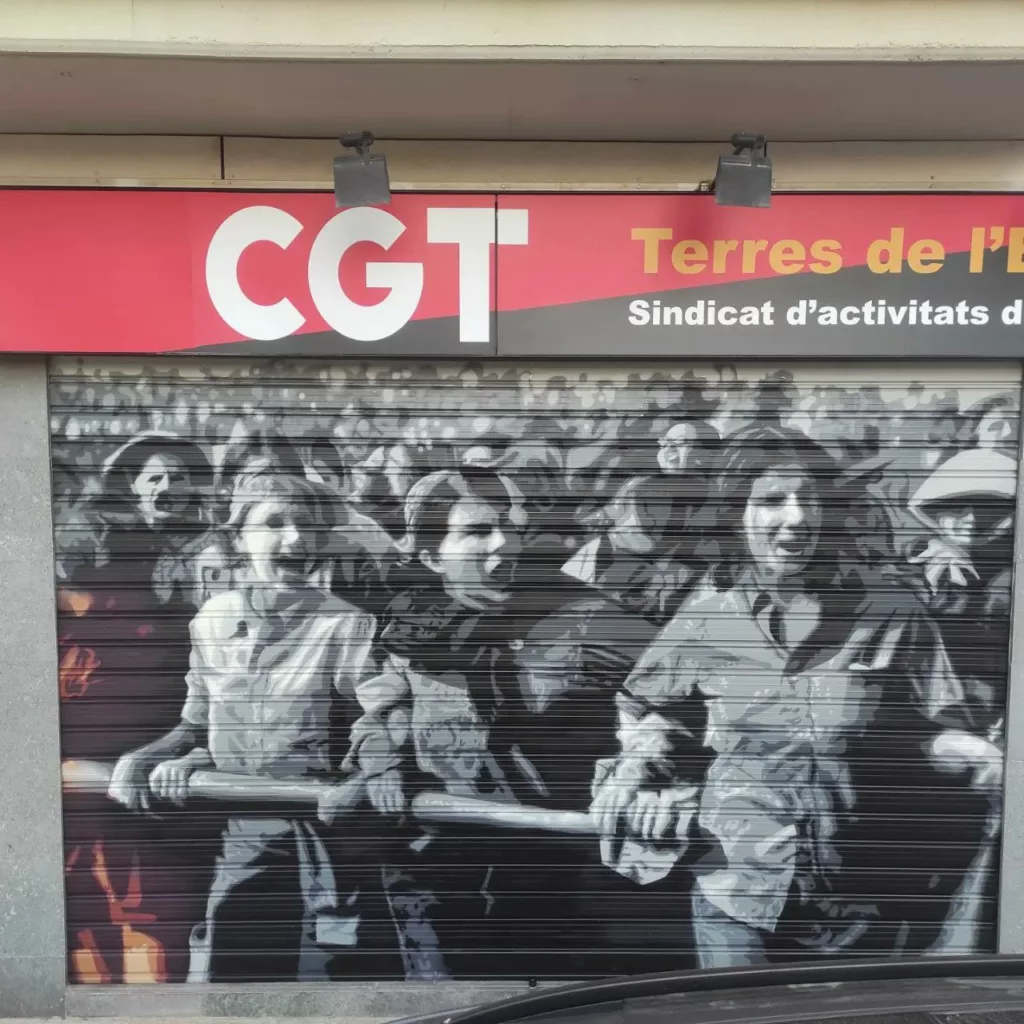 CGT
Terres de l'E
Sindicat d'activitats d